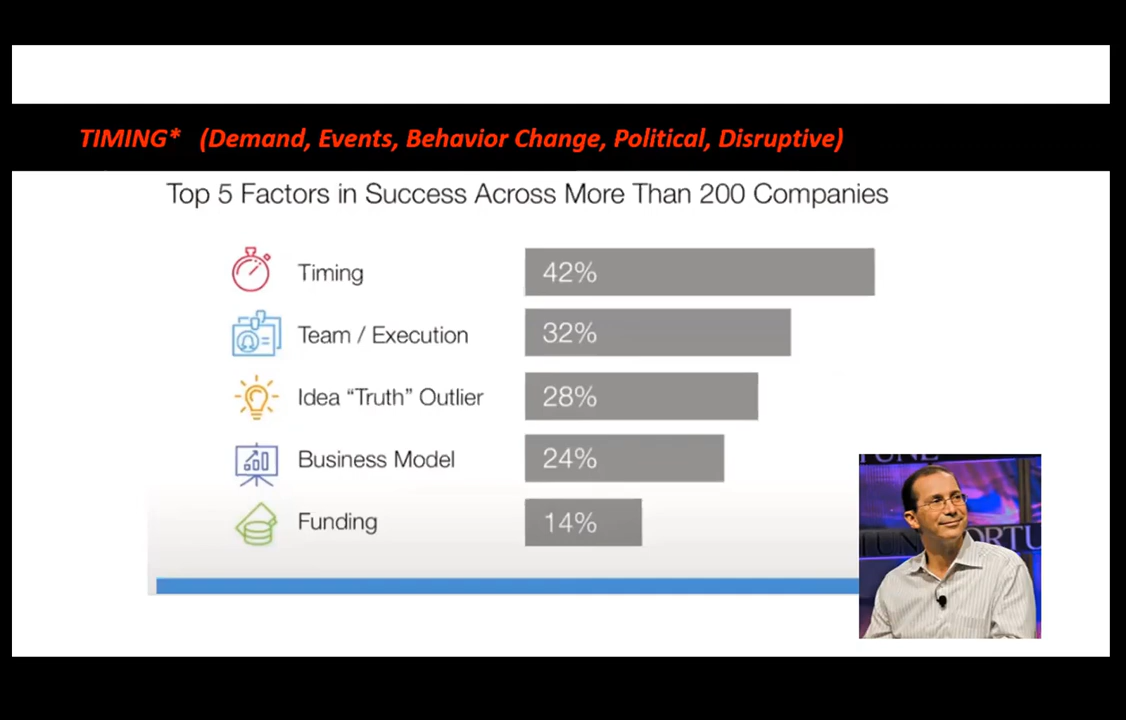 TIMING* (Demand, Events, Behavior Change, Political, Disruptive)
Top 5 Factors in Success Across More Than 200 Companies
Timing 42%
Team / Execution 32%
Idea “Truth” Outlier 28%
Business Model 24%
Funding 14%